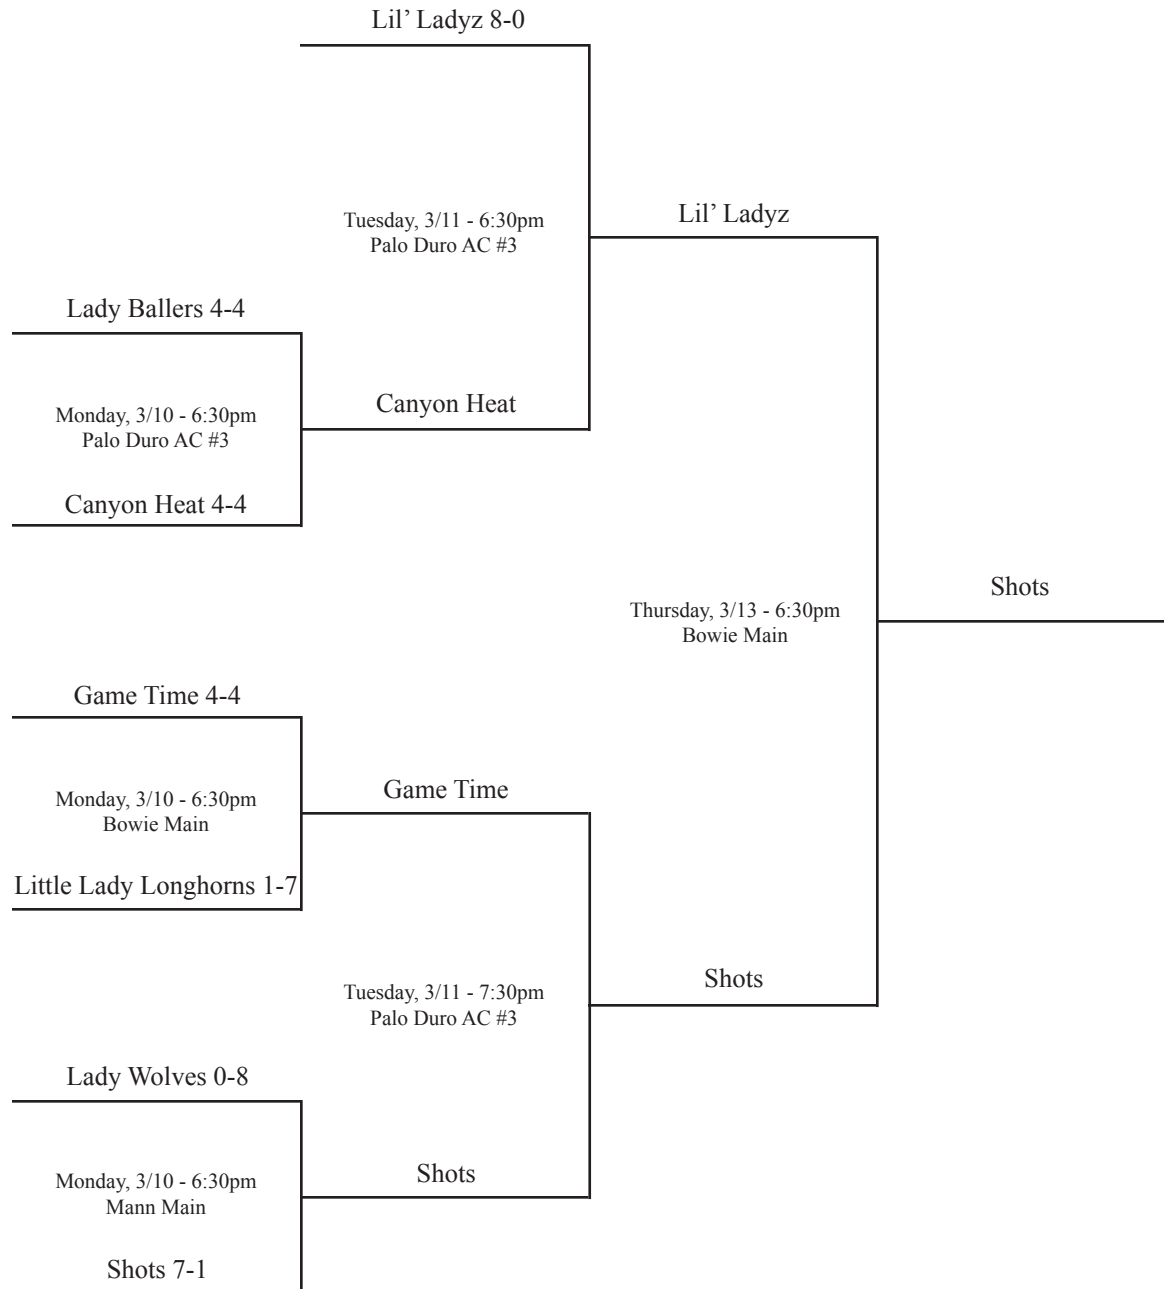 Lil’ Ladyz 8-0
Tuesday, 3/11 - 6:30pm
Palo Duro AC #3
Lil’ Ladyz
Lady Ballers 4-4
Monday, 3/10 - 6:30pm
Palo Duro AC #3
Canyon Heat
Canyon Heat 4-4
Thursday, 3/13 - 6:30pm
Bowie Main
Shots
Game Time 4-4
Monday, 3/10 - 6:30pm
Bowie Main
Game Time
Little Lady Longhorns 1-7
Tuesday, 3/11 - 7:30pm
Palo Duro AC #3
Shots
Lady Wolves 0-8
Monday, 3/10 - 6:30pm
Mann Main
Shots
Shots 7-1